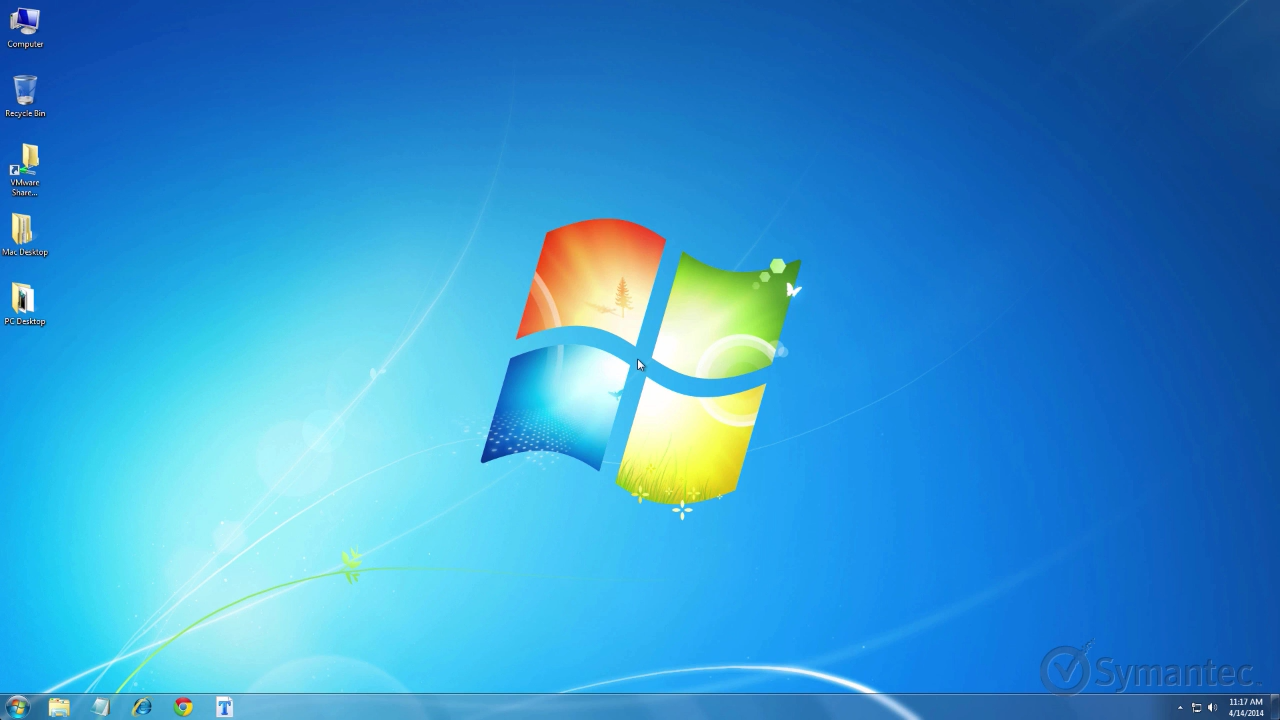 Computer
Recycle Bin
VMware
Share...
Mac Desktop
PC Desktop
Symantec.
T
11:17 AM
4/14/2014